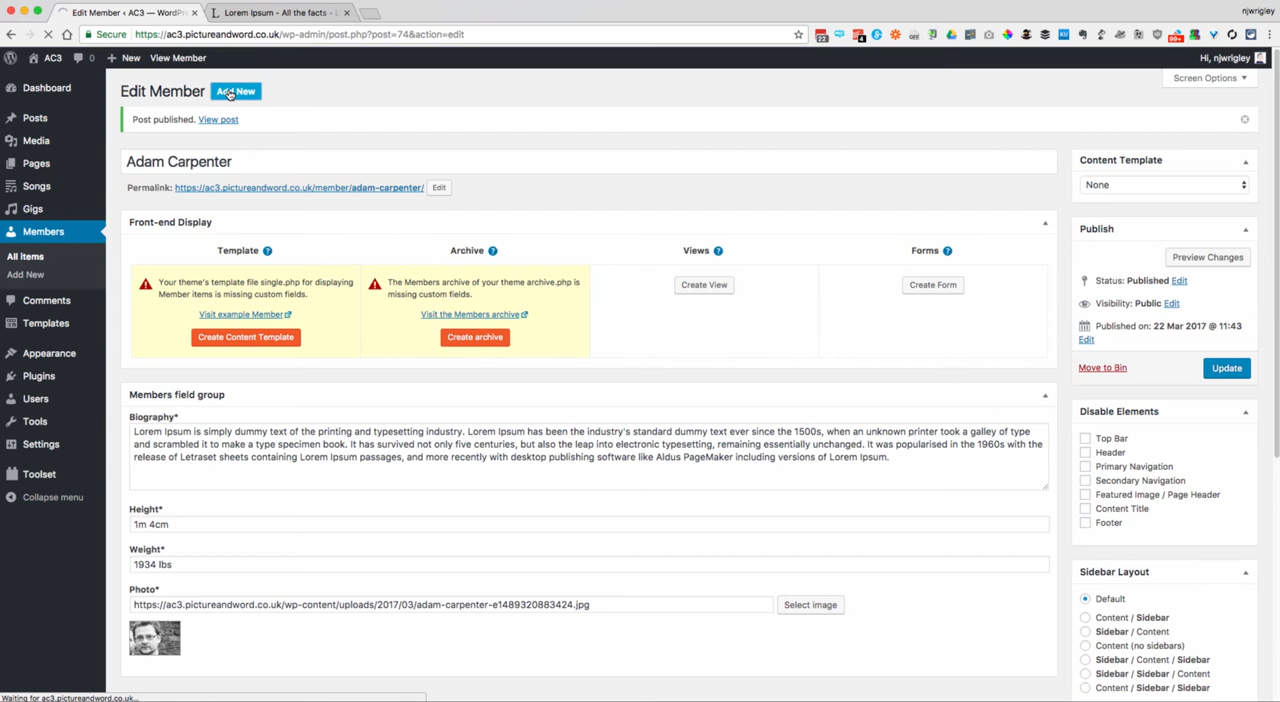 Edit Member ‹ AC3 — WordPr
Lorem Ipsum - All the facts - L
njwrigley
Secure
https://ac3.pictureandword.co.uk/wp-admin/post.php?post=74&action=edit
AC3
0
New
View Member
Hi, njwrigley
Screen Options
Dashboard
Posts
Media
Pages
Songs
Gigs
Members
All items
Add New
Comments
Templates
Appearance
Plugins
Users
Tools
Settings
Toolset
Collapse menu
Edit Member
Add New
Post published. View post
Adam Carpenter
Permalink: https://ac3.pictureandword.co.uk/member/adam-carpenter/
Edit
Front-end Display
Template
Archive
Views
Forms
Your theme's template file single.php for displaying
Member items is missing custom fields.
Visit example Member
Create Content Template
The Members archive of your theme archive.php is
missing custom fields.
Visit the Members archive
Create archive
Create View
Create Form
Members field group
Biography*
Lorem Ipsum is simply dummy text of the printing and typesetting industry. Lorem Ipsum has been the industry's standard dummy text ever since the 1500s, when an unknown printer took a galley of type
and scrambled it to make a type specimen book. It has survived not only five centuries, but also the leap into electronic typesetting, remaining essentially unchanged. It was popularised in the 1960s with the
release of Letraset sheets containing Lorem Ipsum passages, and more recently with desktop publishing software like Aldus PageMaker including versions of Lorem Ipsum.
Height*
1m 4cm
Weight*
1934 lbs
Photo*
https://ac3.pictureandword.co.uk/wp-content/uploads/2017/03/adam-carpenter-e1489320883424.jpg
Select image
Content Template
None
Publish
Preview Changes
Status: Published Edit
Visibility: Public Edit
Published on: 22 Mar 2017 @ 11:43
Edit
Move to Bin
Update
Disable Elements
Top Bar
Header
Primary Navigation
Secondary Navigation
Featured Image / Page Header
Content Title
Footer
Sidebar Layout
Default
Content / Sidebar
Sidebar / Content
Content (no sidebars)
Sidebar / Content / Sidebar
Sidebar / Sidebar / Content
Content / Sidebar / Sidebar
Waiting for ac3.pictureandword.co.uk...